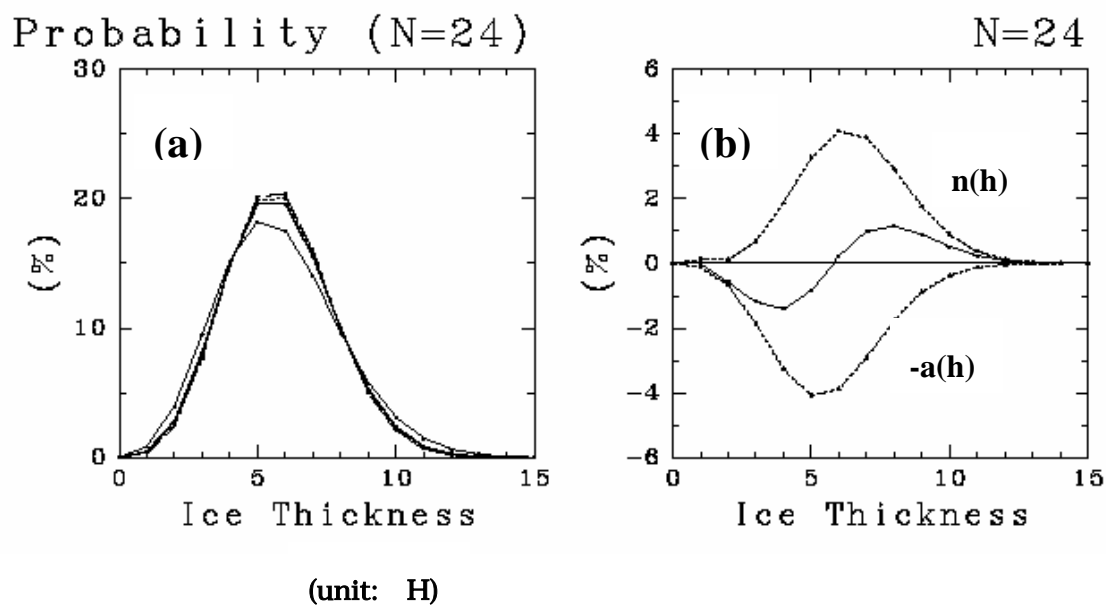 Probability (N=24)
30
20
10
0
(%)
(a)
0 5 10 15
Ice Thickness
N=24
6
4
2
0
-2
-4
-6
(%)
(b)
n(h)
-a(h)
0 5 10 15
Ice Thickness
(unit: H)